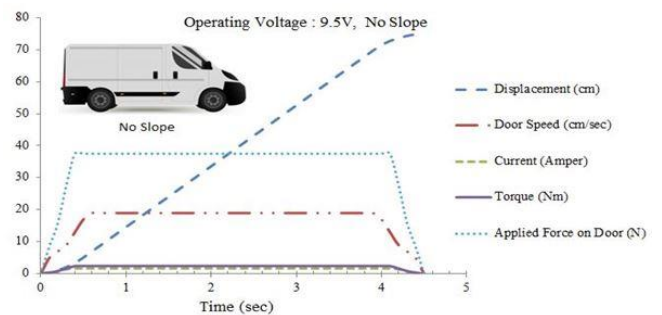 Operating Voltage : 9.5V, No Slope
80
70
60
50
40
30
20
10
0
No Slope
0
1
2
3
4
5
Time (sec)
Displacement (cm)
Door Speed (cm/sec)
Current (Amper)
Torque (Nm)
Applied Force on Door (N)